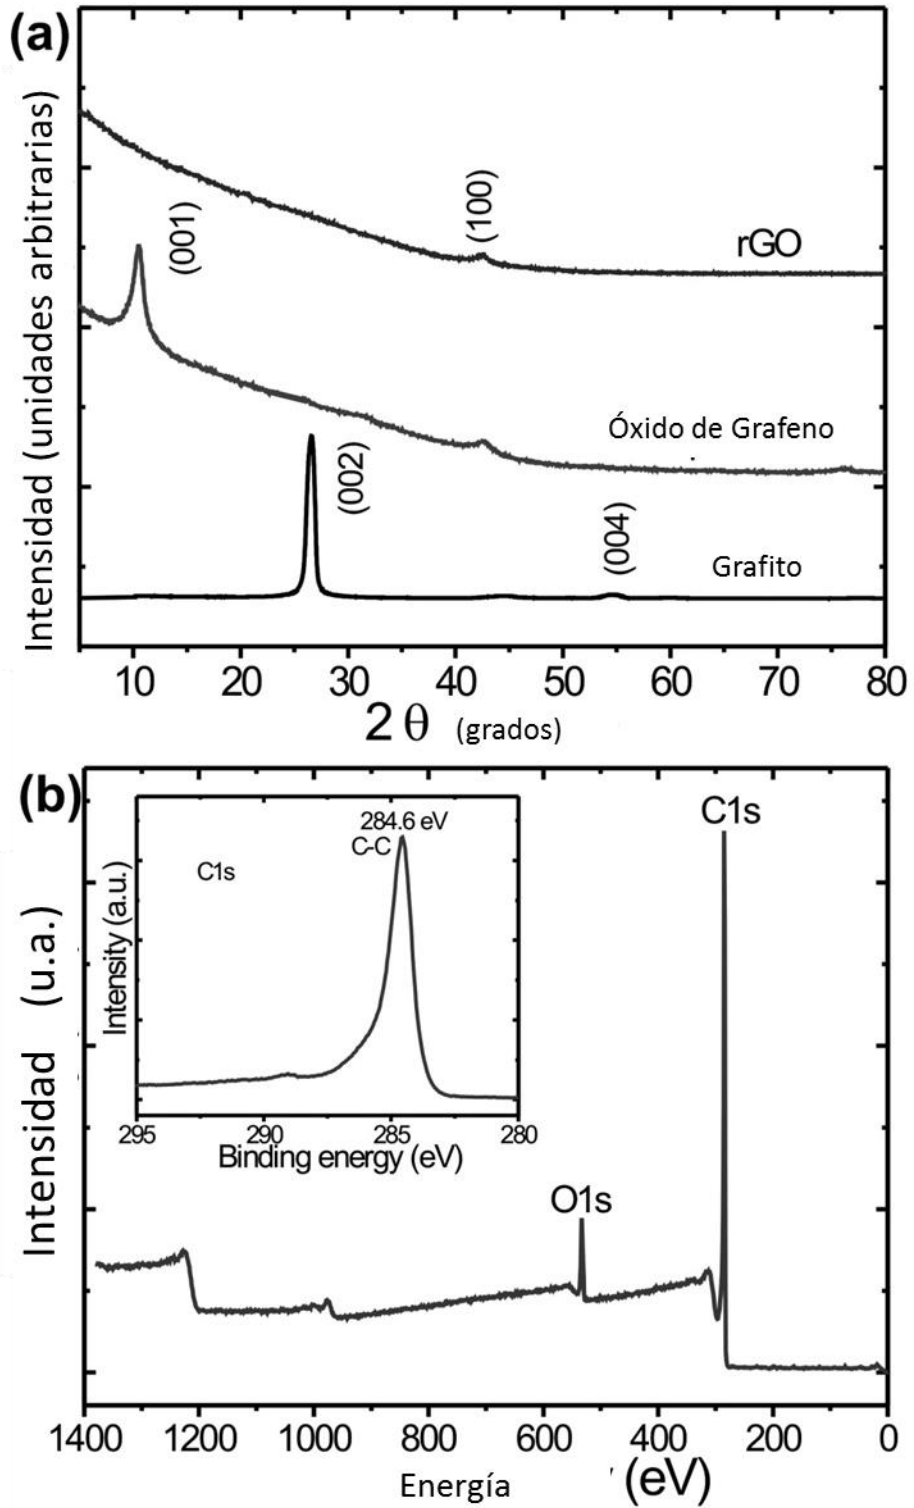 (a)
Intensidad (unidades arbitrarias)
(100)
(001)
rGO
Óxido de Grafeno
(002)
(004)
Grafito
10 20 30 40 50 60 70 80
2 θ (grados)
(b)
C1s
284.6 eV
C-C
C1s
Intensity (a.u.)
295 290 285 280
Binding energy (eV)
Intensidad (u.a.)
O1s
1400 1200 1000 800 600 400 200 0
Energía (eV)